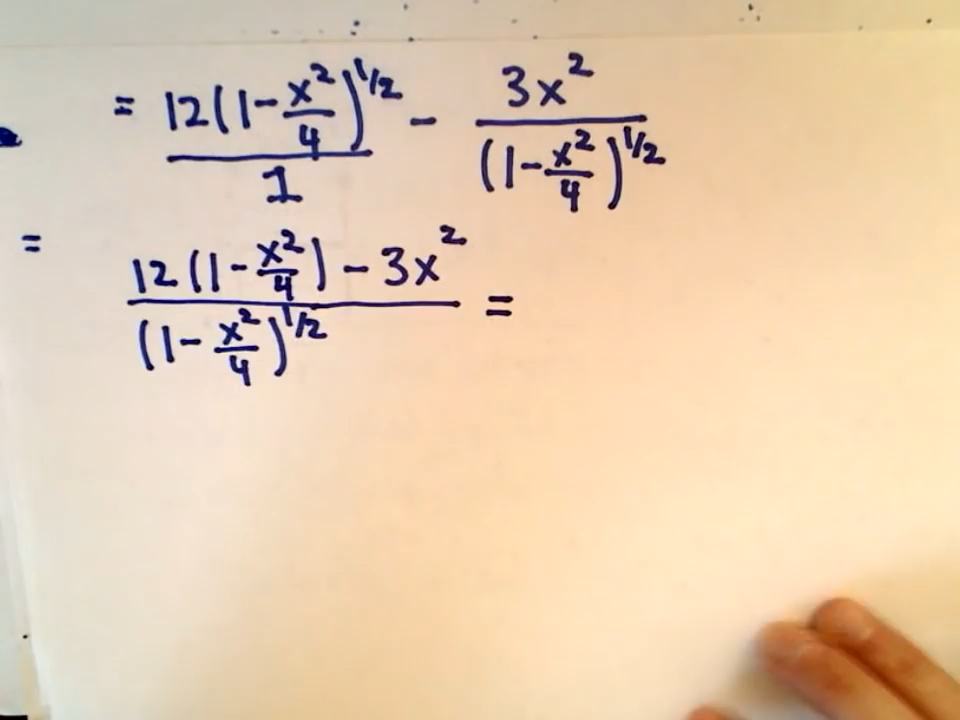 = 12(1-x²/4)^1/2 / 1 - 3x² / (1-x²/4)^1/2
= 12(1-x²/4) - 3x² / (1-x²/4)^1/2 =